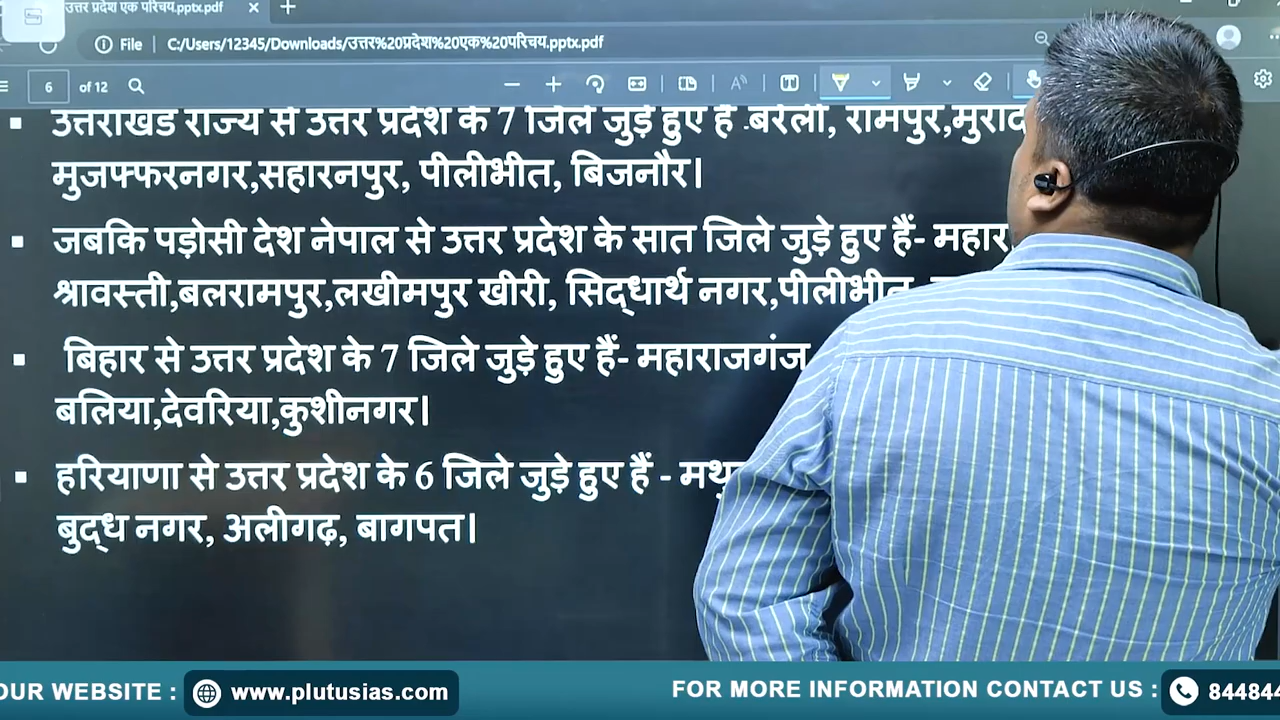 उत्तर प्रदेश एक परिचय.pptx.pdf
File C:/Users/12345/Downloads/उत्तर%20प्रदेश%20एक%20परिचय.pptx.pdf
6 of 12
उत्तराखंड राज्य से उत्तर प्रदेश के 7 जिले जुड़े हुए हैं -बरेली, रामपुर,
मुजफ्फरनगर,सहारनपुर, पीलीभीत, बिजनौर।
जबकि पड़ोसी देश नेपाल से उत्तर प्रदेश के सात जिले जुड़े हुए हैं-
श्रावस्ती,बलरामपुर,लखीमपुर खीरी, सिद्धार्थ नगर,पीलीभीत
बिहार से उत्तर प्रदेश के 7 जिले जुड़े हुए हैं- महाराजगंज
बलिया,देवरिया,कुशीनगर।
हरियाणा से उत्तर प्रदेश के 6 जिले जुड़े हुए हैं -
बुद्ध नगर, अलीगढ़, बागपत।
OUR WEBSITE : www.plutusias.com FOR MORE INFORMATION CONTACT US : 84484